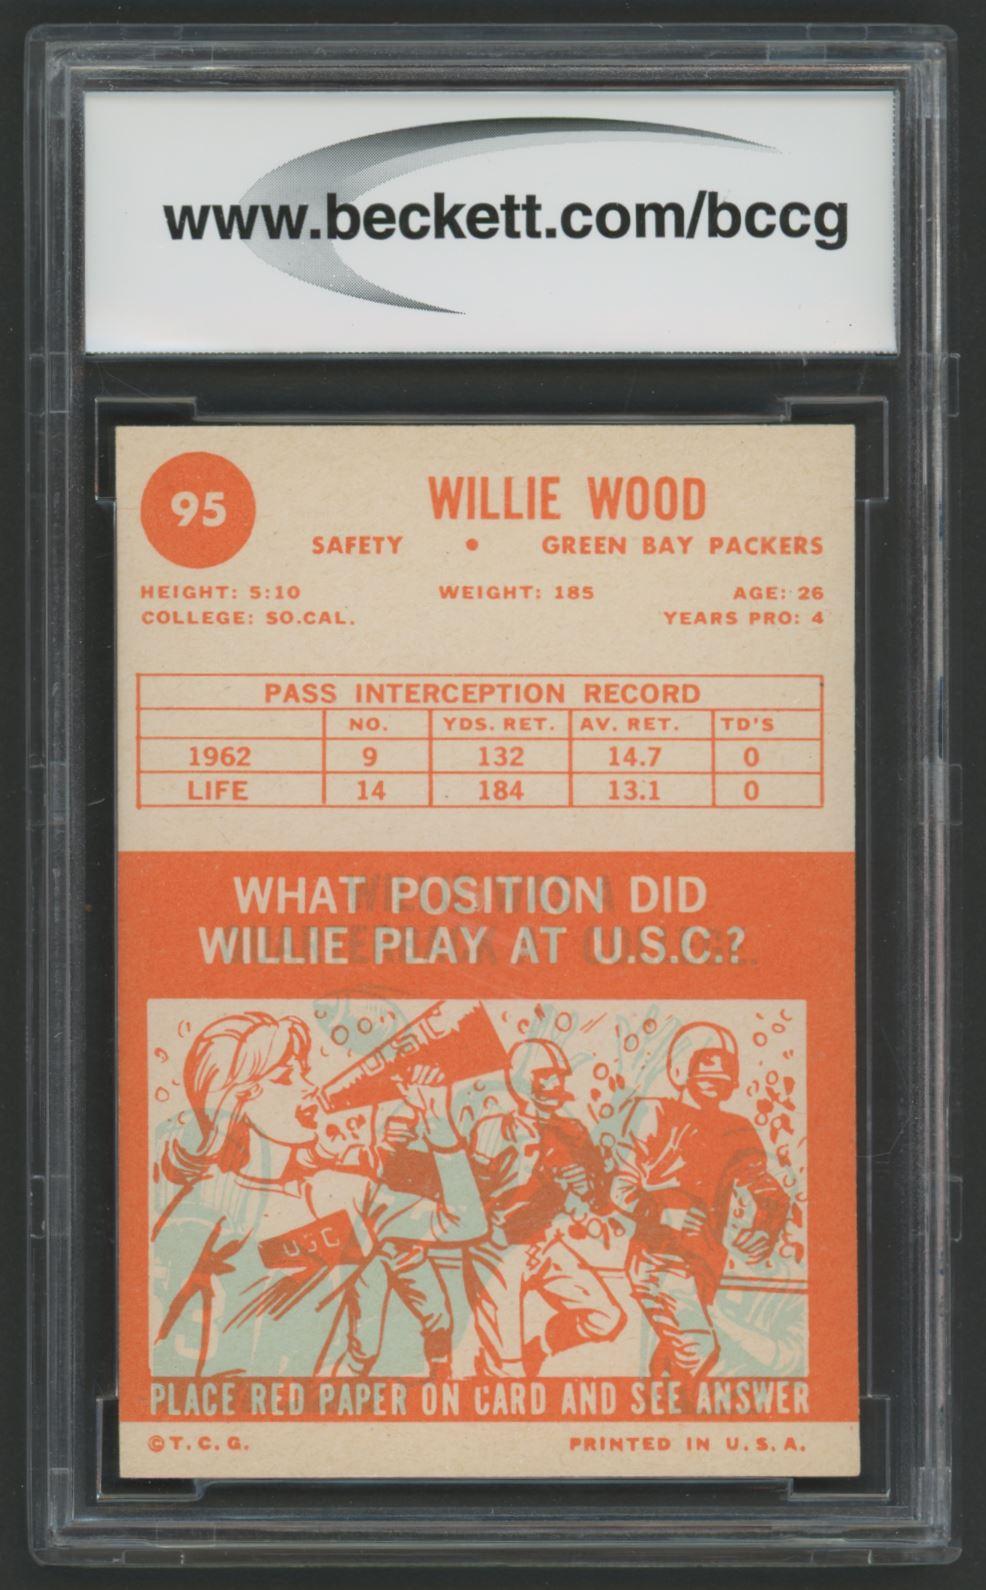 www.beckett.com/bccg
95
WILLIE WOOD
SAFETY • GREEN BAY PACKERS
HEIGHT: 5:10 WEIGHT: 185 AGE: 26
COLLEGE: SO.CAL. YEARS PRO: 4
PASS INTERCEPTION RECORD
NO. YDS. RET. AV. RET. TD'S
1962 9 132 14.7 0
LIFE 14 184 13.1 0
WHAT POSITION DID
WILLIE PLAY AT U.S.C.?
USC
USC
PLACE RED PAPER ON CARD AND SEE ANSWER
© T. C. G. PRINTED IN U. S. A.